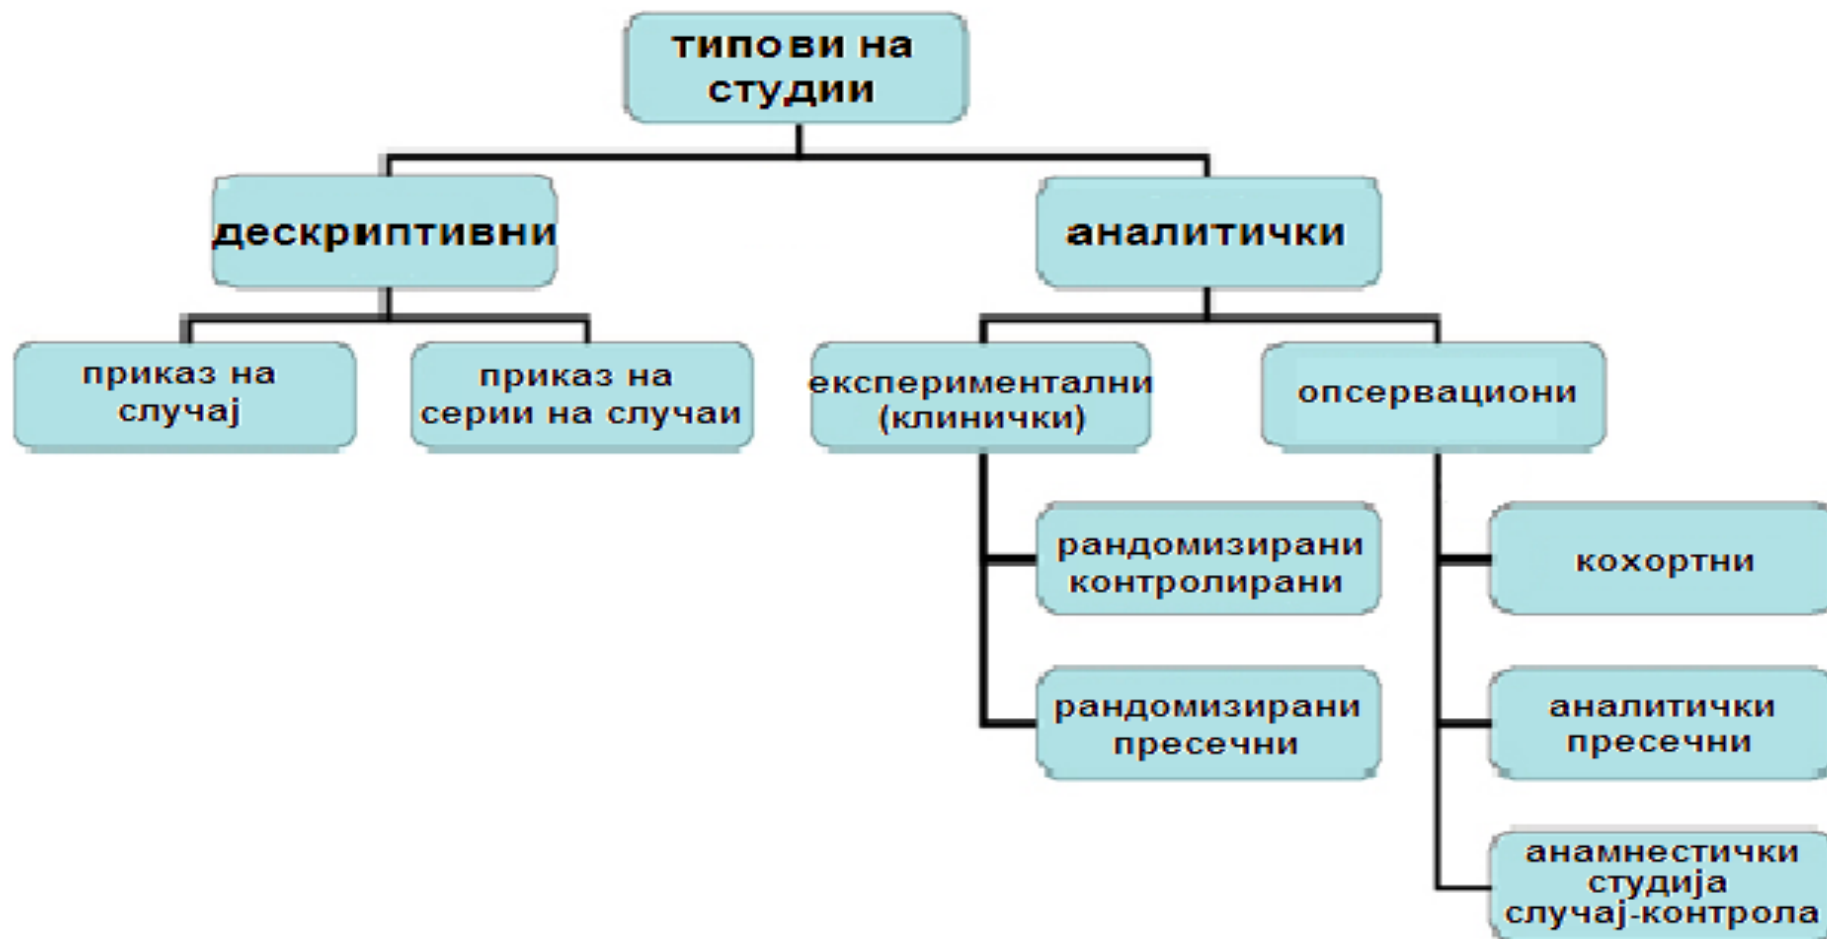 типови на
студии
дескриптивни
аналитички
приказ на
случај
приказ на
серии на случаи
експериментални
(клинички)
опсервациони
рандомизирани
контролирани
кохортни
рандомизирани
пресечни
аналитички
пресечни
анамнестички
студија
случај-контрола